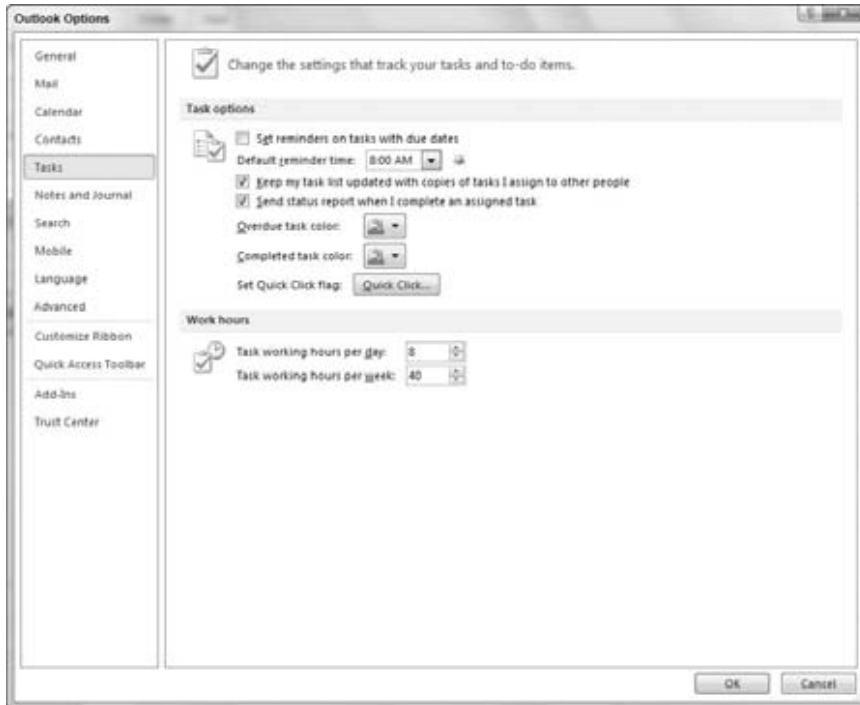 Outlook Options
General
Mail
Calendar
Contacts
Tasks
Notes and Journal
Search
Mobile
Language
Advanced
Customize Ribbon
Quick Access Toolbar
Add-Ins
Trust Center
Change the settings that track your tasks and to-do items.
Task options
Set reminders on tasks with due dates
Default reminder time: 8:00 AM
Keep my task list updated with copies of tasks I assign to other people
Send status report when I complete an assigned task
Overdue task color:
Completed task color:
Set Quick Click flag: Quick Click...
Work hours
Task working hours per day: 8
Task working hours per week: 40
OK Cancel